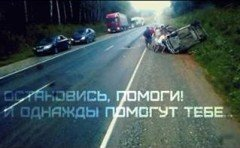 ОСТАНОВИСЬ, ПОМОГИ!
И ОДНАЖДЫ ПОМОГУТ ТЕБЕ...